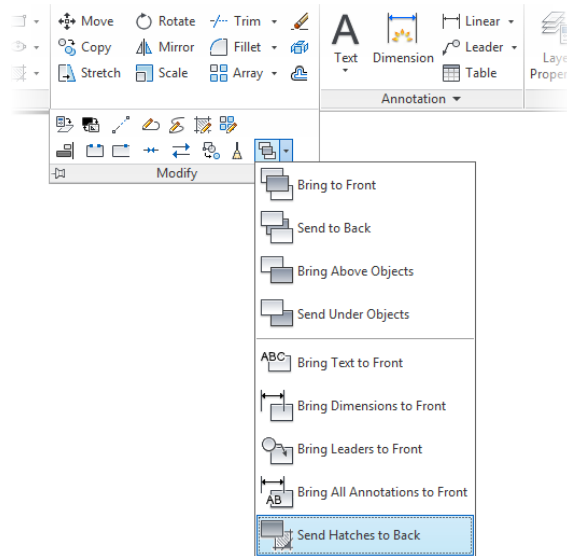 Move Rotate Trim
Copy Mirror Fillet
Stretch Scale Array
A
Text Dimension
Linear
Leader
Table
Annotation
Modify
Bring to Front
Send to Back
Bring Above Objects
Send Under Objects
ABC Bring Text to Front
Bring Dimensions to Front
Bring Leaders to Front
AB Bring All Annotations to Front
Send Hatches to Back